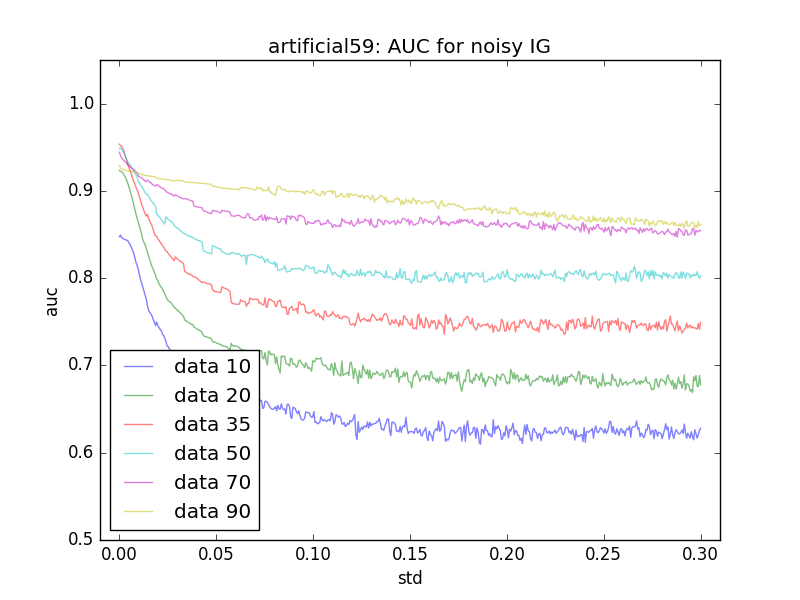 artificial59: AUC for noisy IG
auc
1.0
0.9
0.8
0.7
0.6
0.5
data 10
data 20
data 35
data 50
data 70
data 90
0.00 0.05 0.10 0.15 0.20 0.25 0.30
std